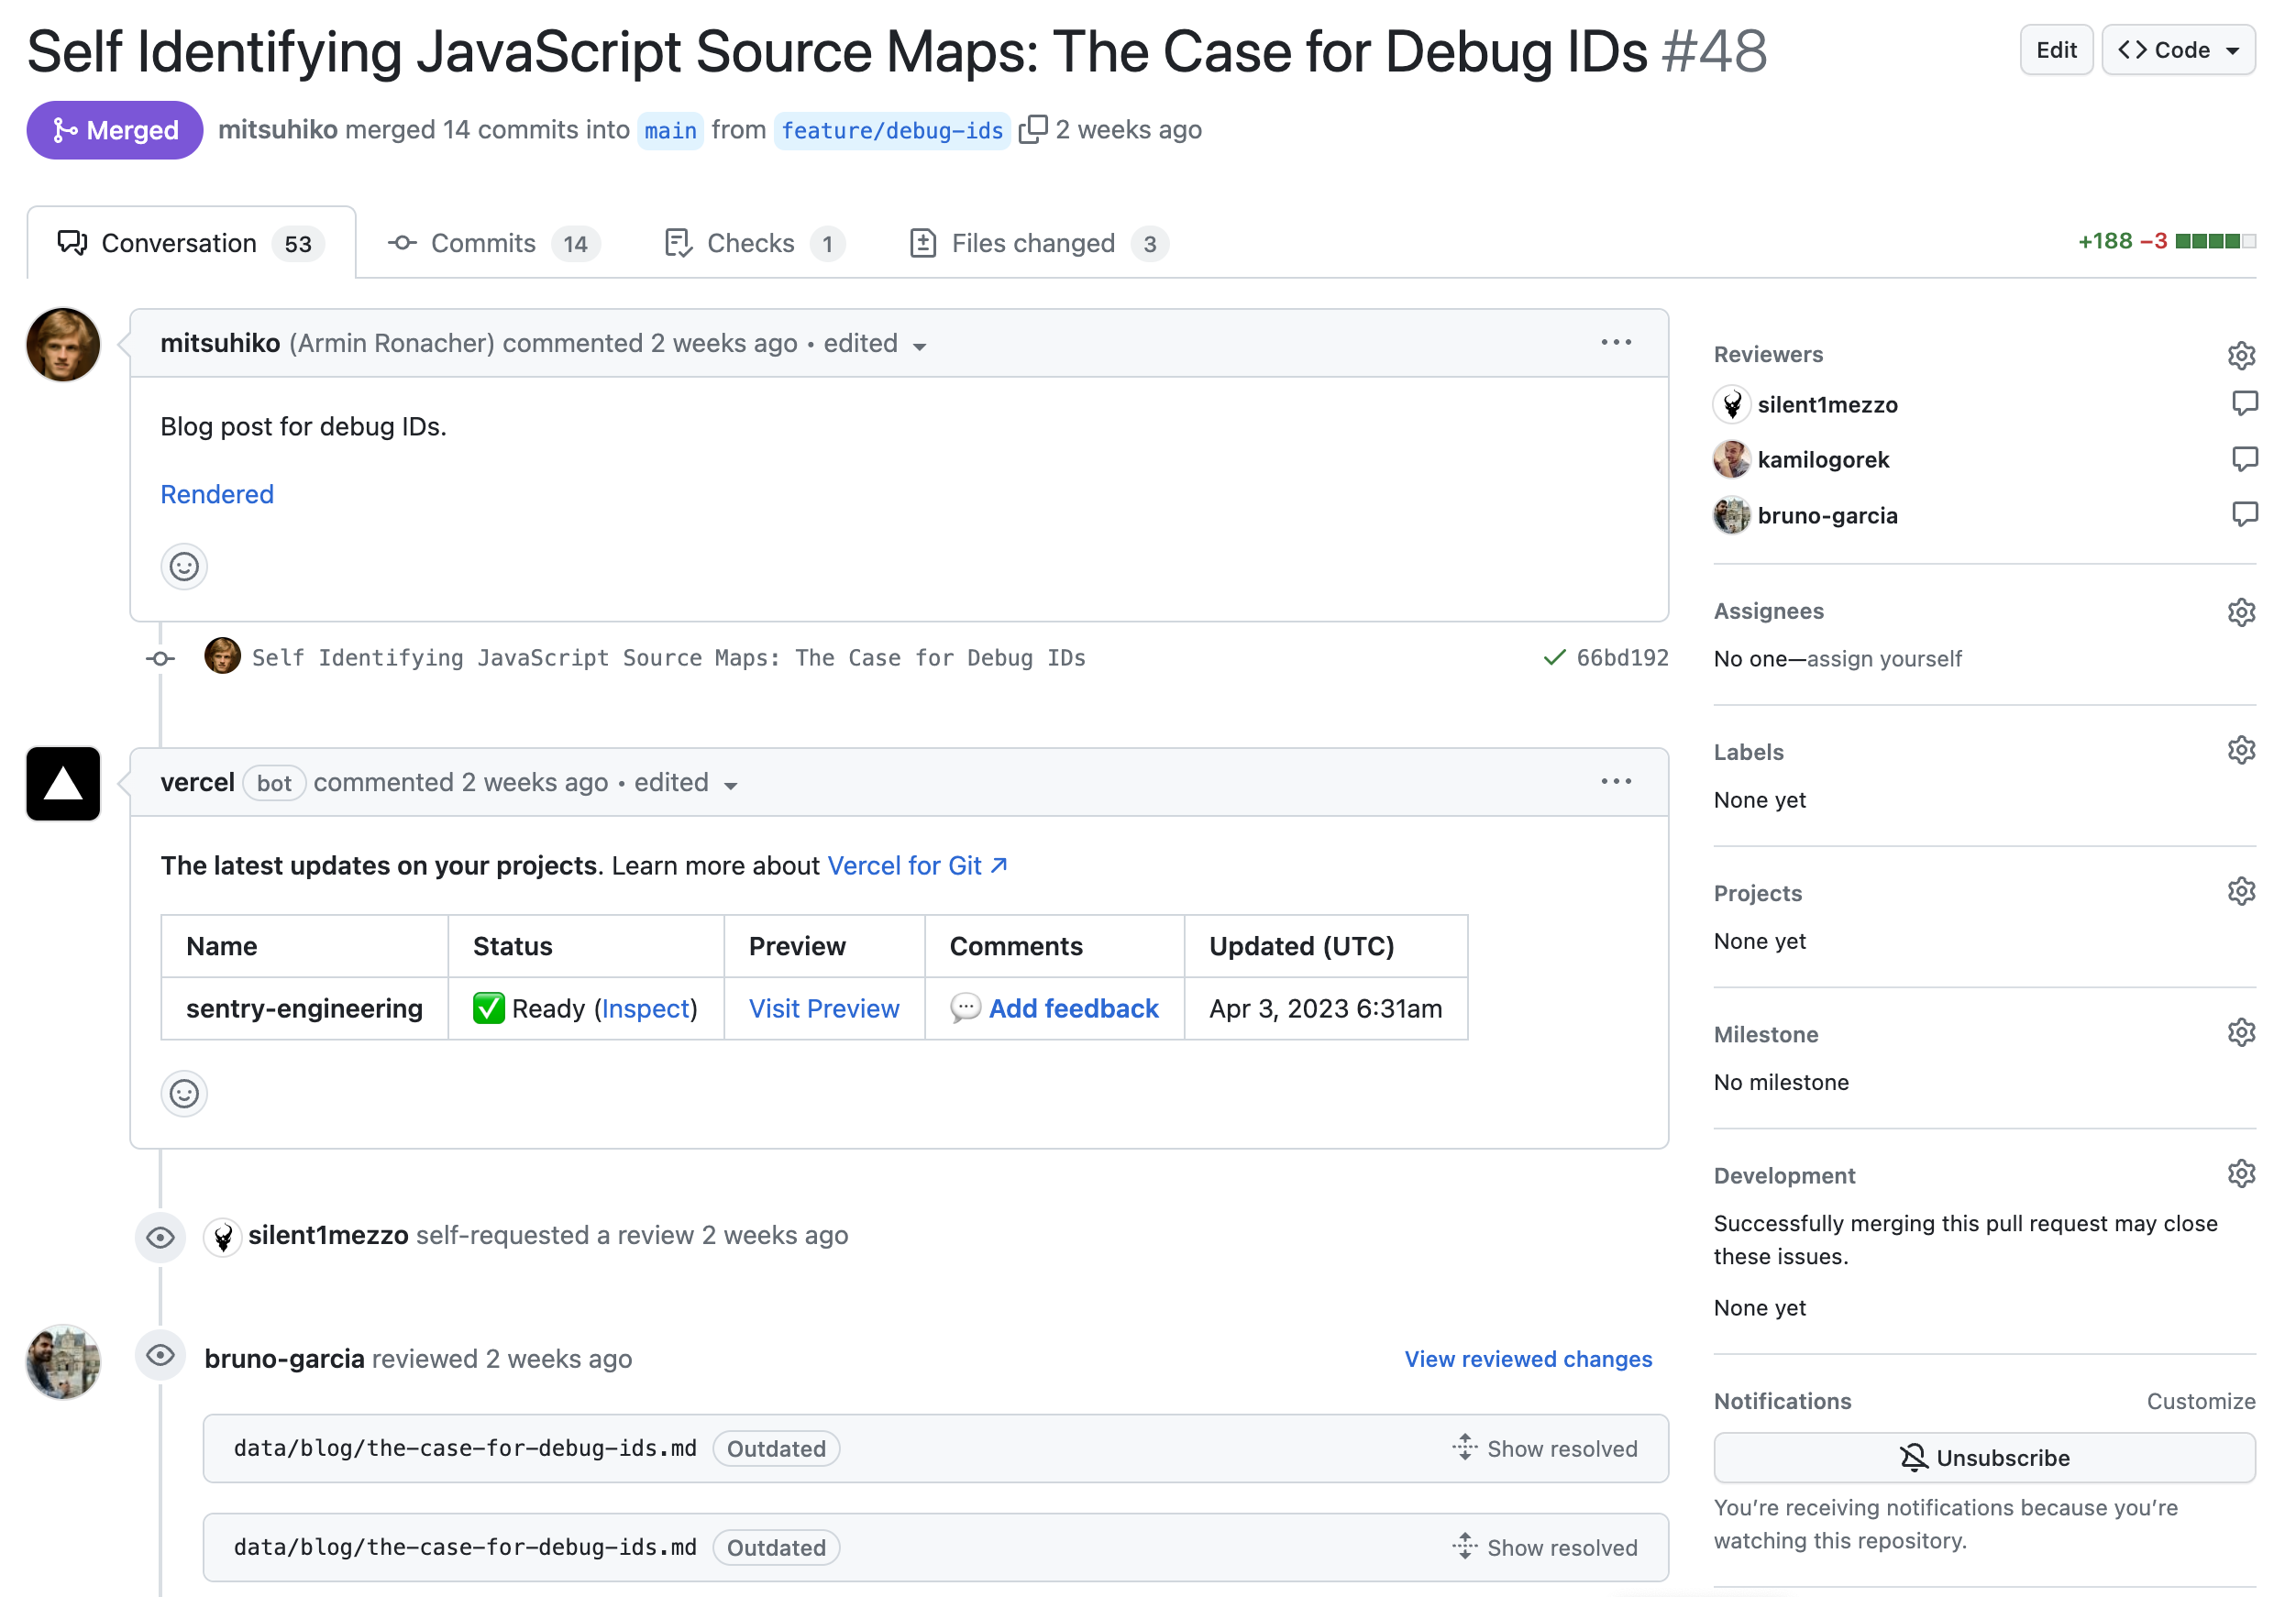 Self Identifying JavaScript Source Maps: The Case for Debug IDs #48
Edit
Code
Merged
mitsuhiko merged 14 commits into main from feature/debug-ids 2 weeks ago
Conversation 53
Commits 14
Checks 1
Files changed 3
+188 −3
mitsuhiko (Armin Ronacher) commented 2 weeks ago • edited
Blog post for debug IDs.
Rendered
Self Identifying JavaScript Source Maps: The Case for Debug IDs
66bd192
vercel bot commented 2 weeks ago • edited
The latest updates on your projects. Learn more about Vercel for Git ↗
Name Status Preview Comments Updated (UTC)
sentry-engineering ✅ Ready (Inspect) Visit Preview 💬 Add feedback Apr 3, 2023 6:31am
silent1mezzo self-requested a review 2 weeks ago
bruno-garcia reviewed 2 weeks ago
View reviewed changes
data/blog/the-case-for-debug-ids.md Outdated
Show resolved
data/blog/the-case-for-debug-ids.md Outdated
Show resolved
Reviewers
silent1mezzo
kamilogorek
bruno-garcia
Assignees
No one—assign yourself
Labels
None yet
Projects
None yet
Milestone
No milestone
Development
Successfully merging this pull request may close
these issues.
None yet
Notifications
Customize
Unsubscribe
You’re receiving notifications because you’re
watching this repository.